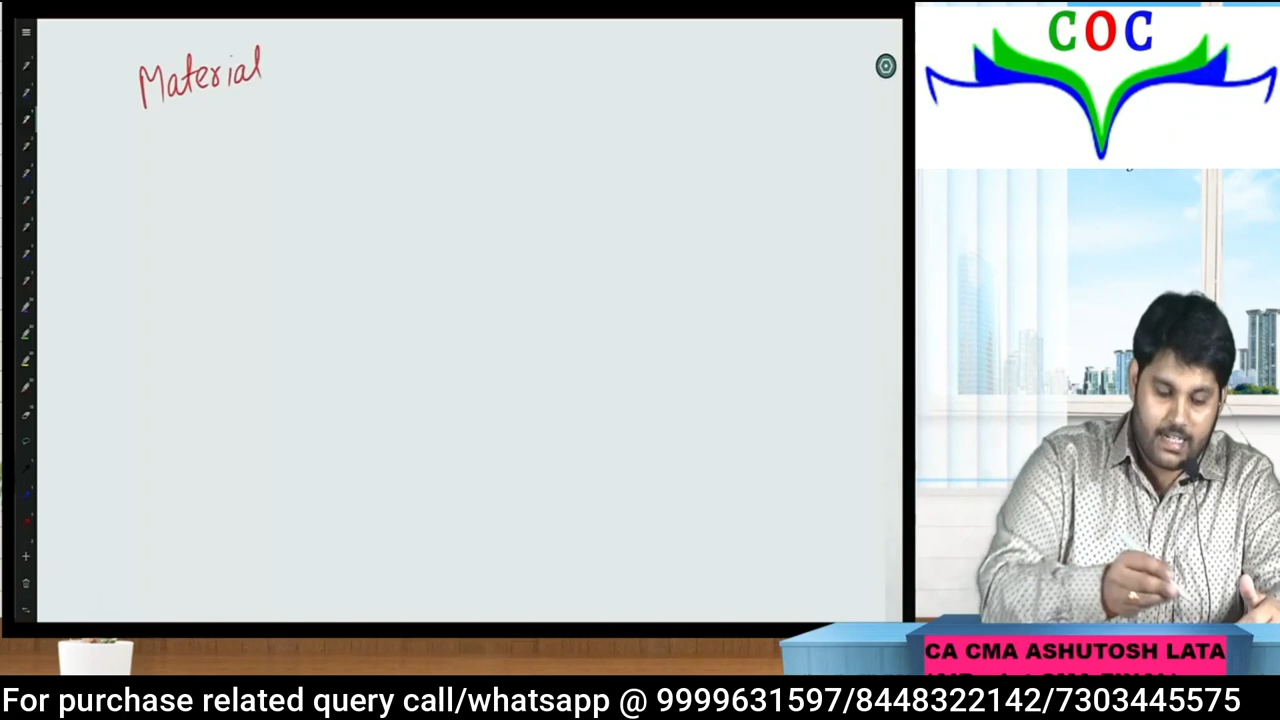 Material
COC
CA CMA ASHUTOSH LATA
For purchase related query call/whatsapp @ 9999631597/8448322142/7303445575